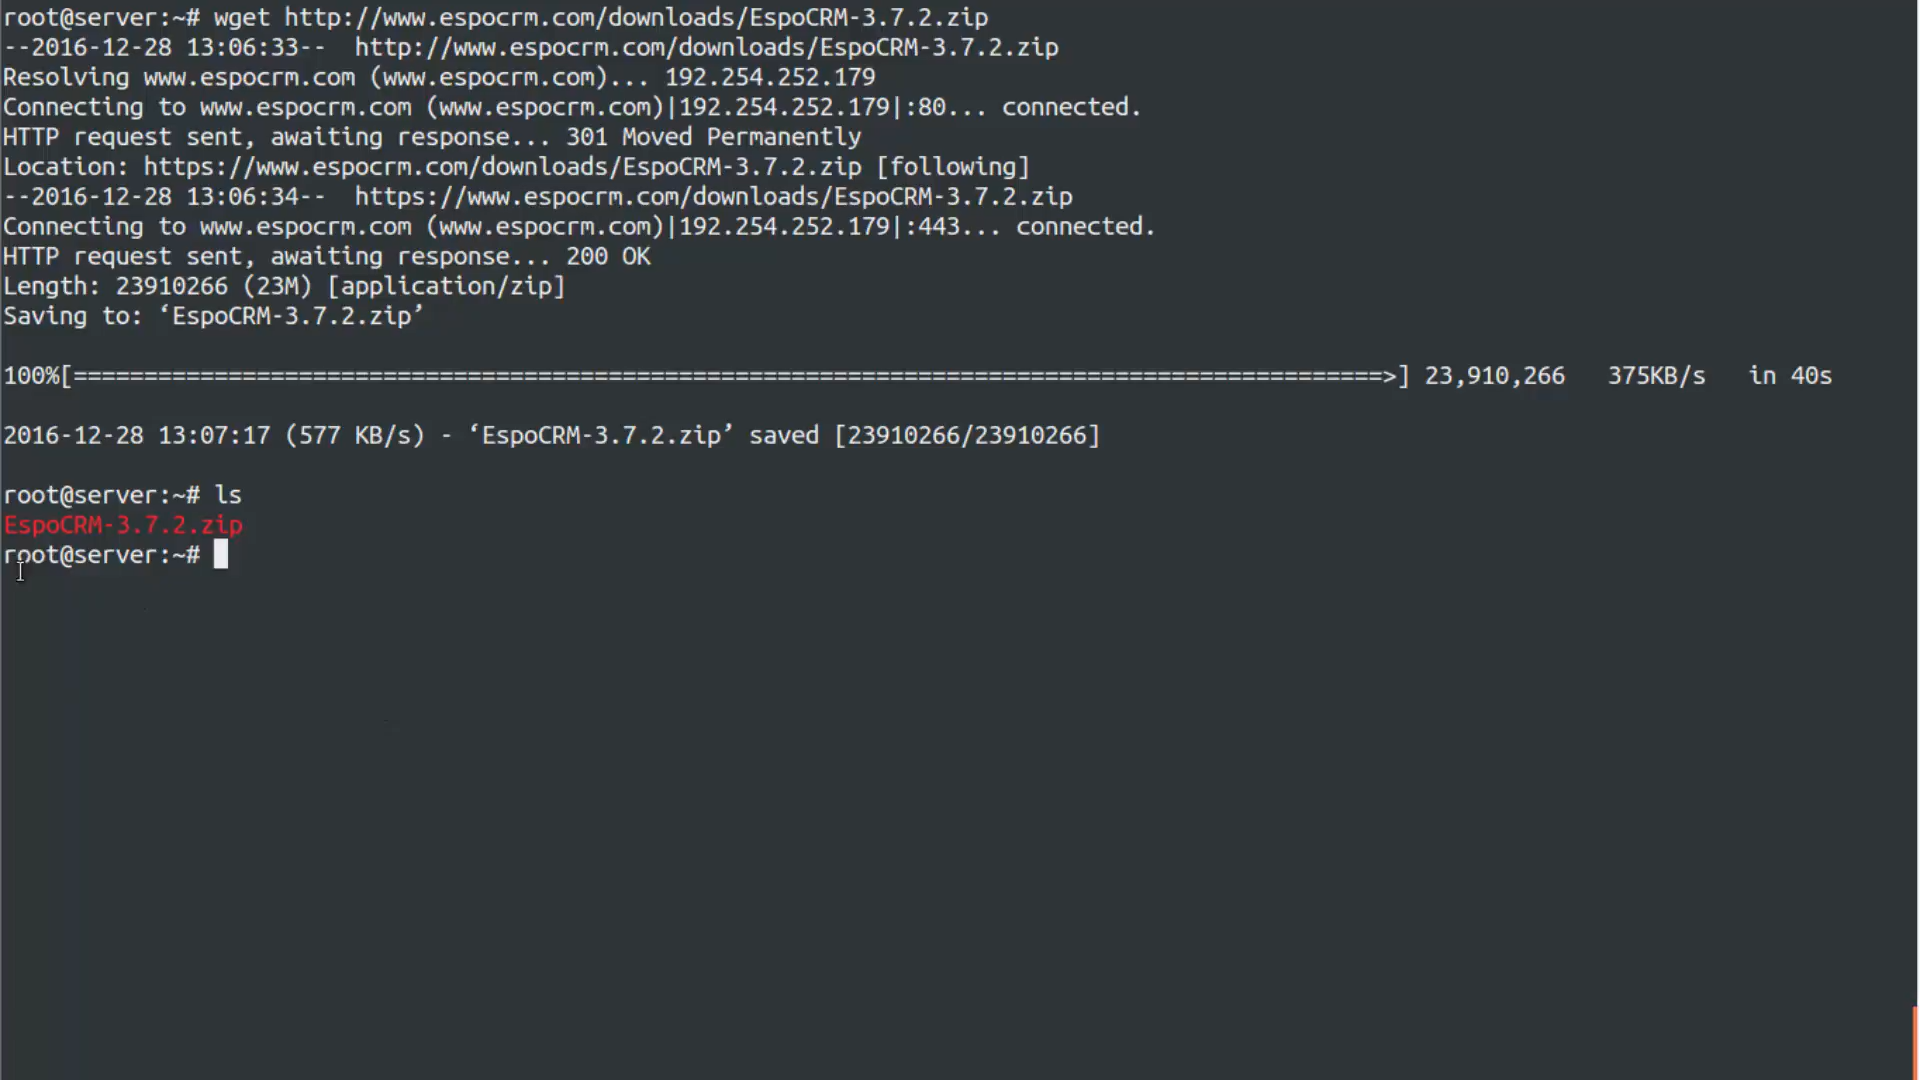 root@server:~# wget http://www.espocrm.com/downloads/EspoCRM-3.7.2.zip
--2016-12-28 13:06:33--  http://www.espocrm.com/downloads/EspoCRM-3.7.2.zip
Resolving www.espocrm.com (www.espocrm.com)... 192.254.252.179
Connecting to www.espocrm.com (www.espocrm.com)|192.254.252.179|:80... connected.
HTTP request sent, awaiting response... 301 Moved Permanently
Location: https://www.espocrm.com/downloads/EspoCRM-3.7.2.zip [following]
--2016-12-28 13:06:34--  https://www.espocrm.com/downloads/EspoCRM-3.7.2.zip
Connecting to www.espocrm.com (www.espocrm.com)|192.254.252.179|:443... connected.
HTTP request sent, awaiting response... 200 OK
Length: 23910266 (23M) [application/zip]
Saving to: ‘EspoCRM-3.7.2.zip’
100%[=============================================================================================>] 23,910,266   375KB/s   in 40s
2016-12-28 13:07:17 (577 KB/s) - ‘EspoCRM-3.7.2.zip’ saved [23910266/23910266]
root@server:~# ls
EspoCRM-3.7.2.zip
root@server:~#